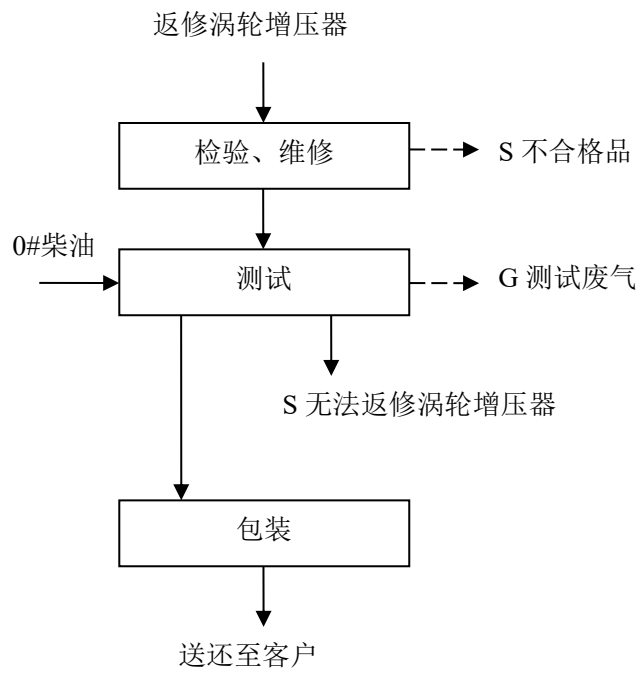 返修涡轮增压器
检验、维修
S 不合格品
0#柴油
测试
G 测试废气
S 无法返修涡轮增压器
包装
送还至客户